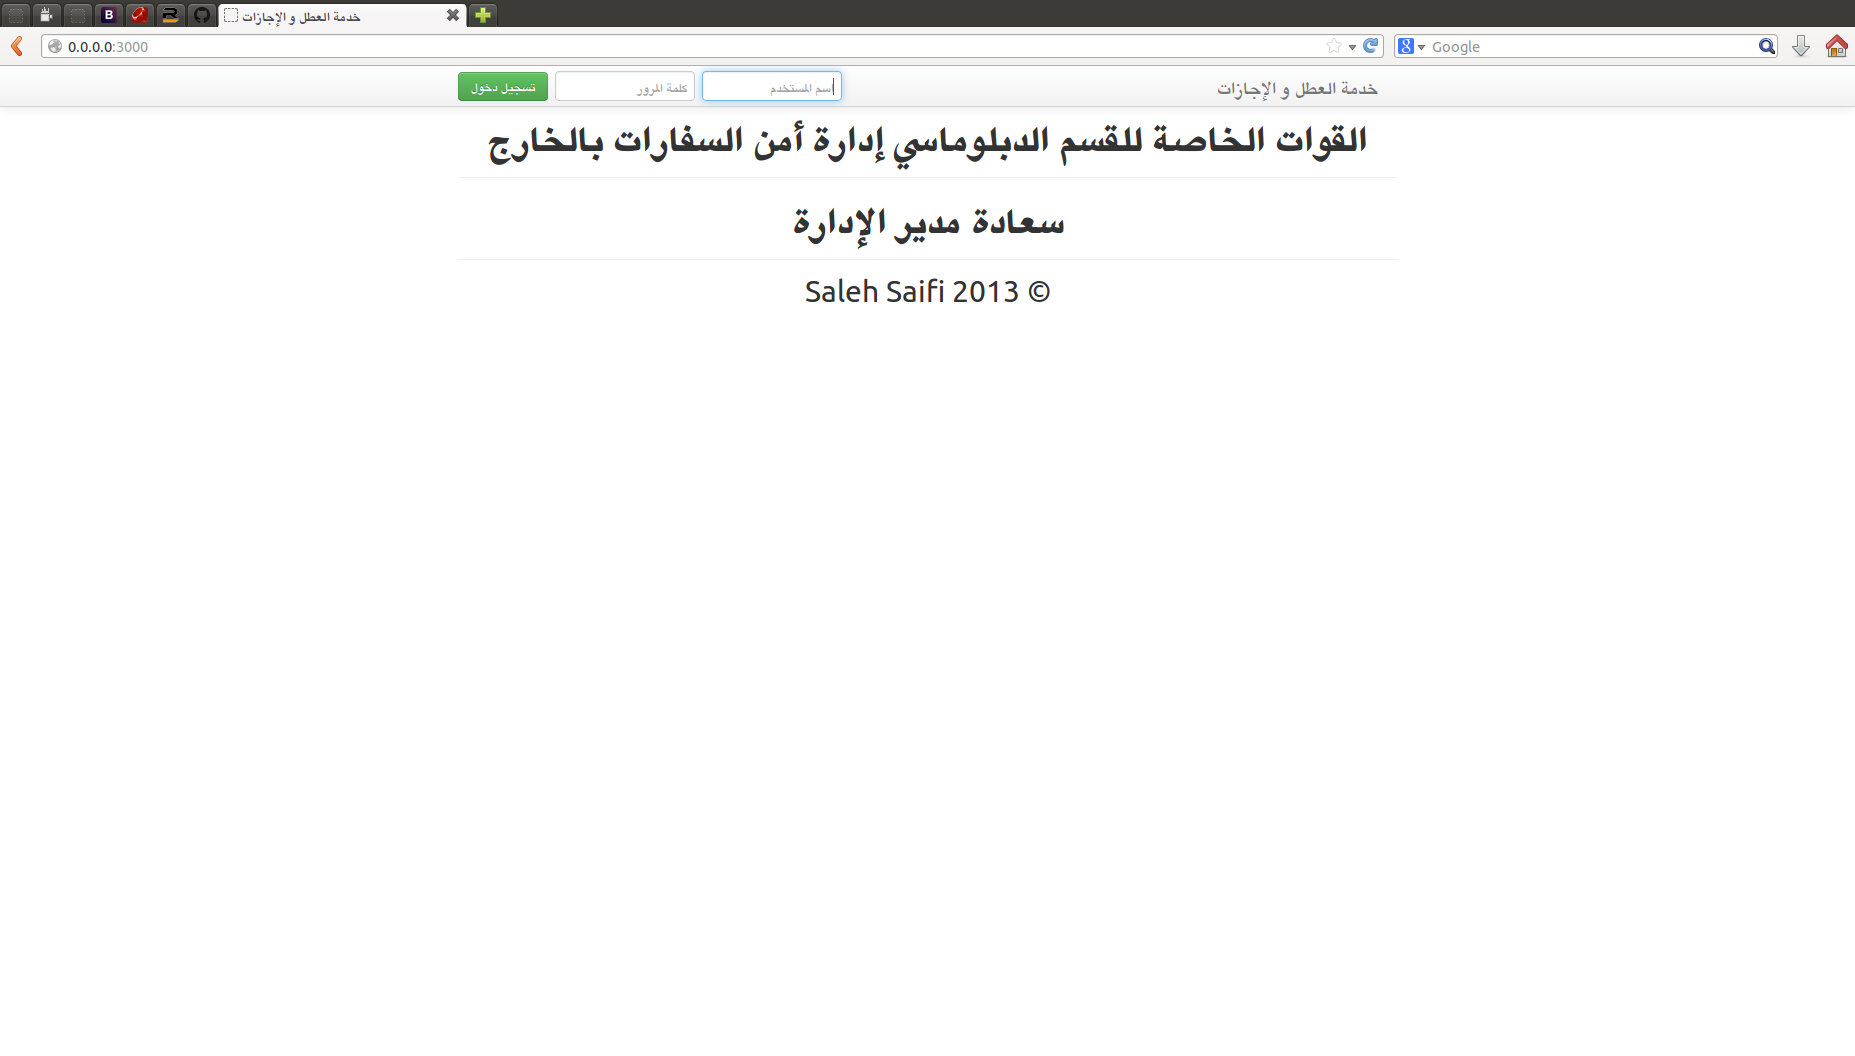 خدمة العطل و الإجازات
0.0.0.0:3000
Google
خدمة العطل و الإجازات
اسم المستخدم
كلمة المرور
تسجيل دخول
القوات الخاصة للقسم الدبلوماسي إدارة أمن السفارات بالخارج
سعادة مدير الإدارة
Saleh Saifi 2013 ©